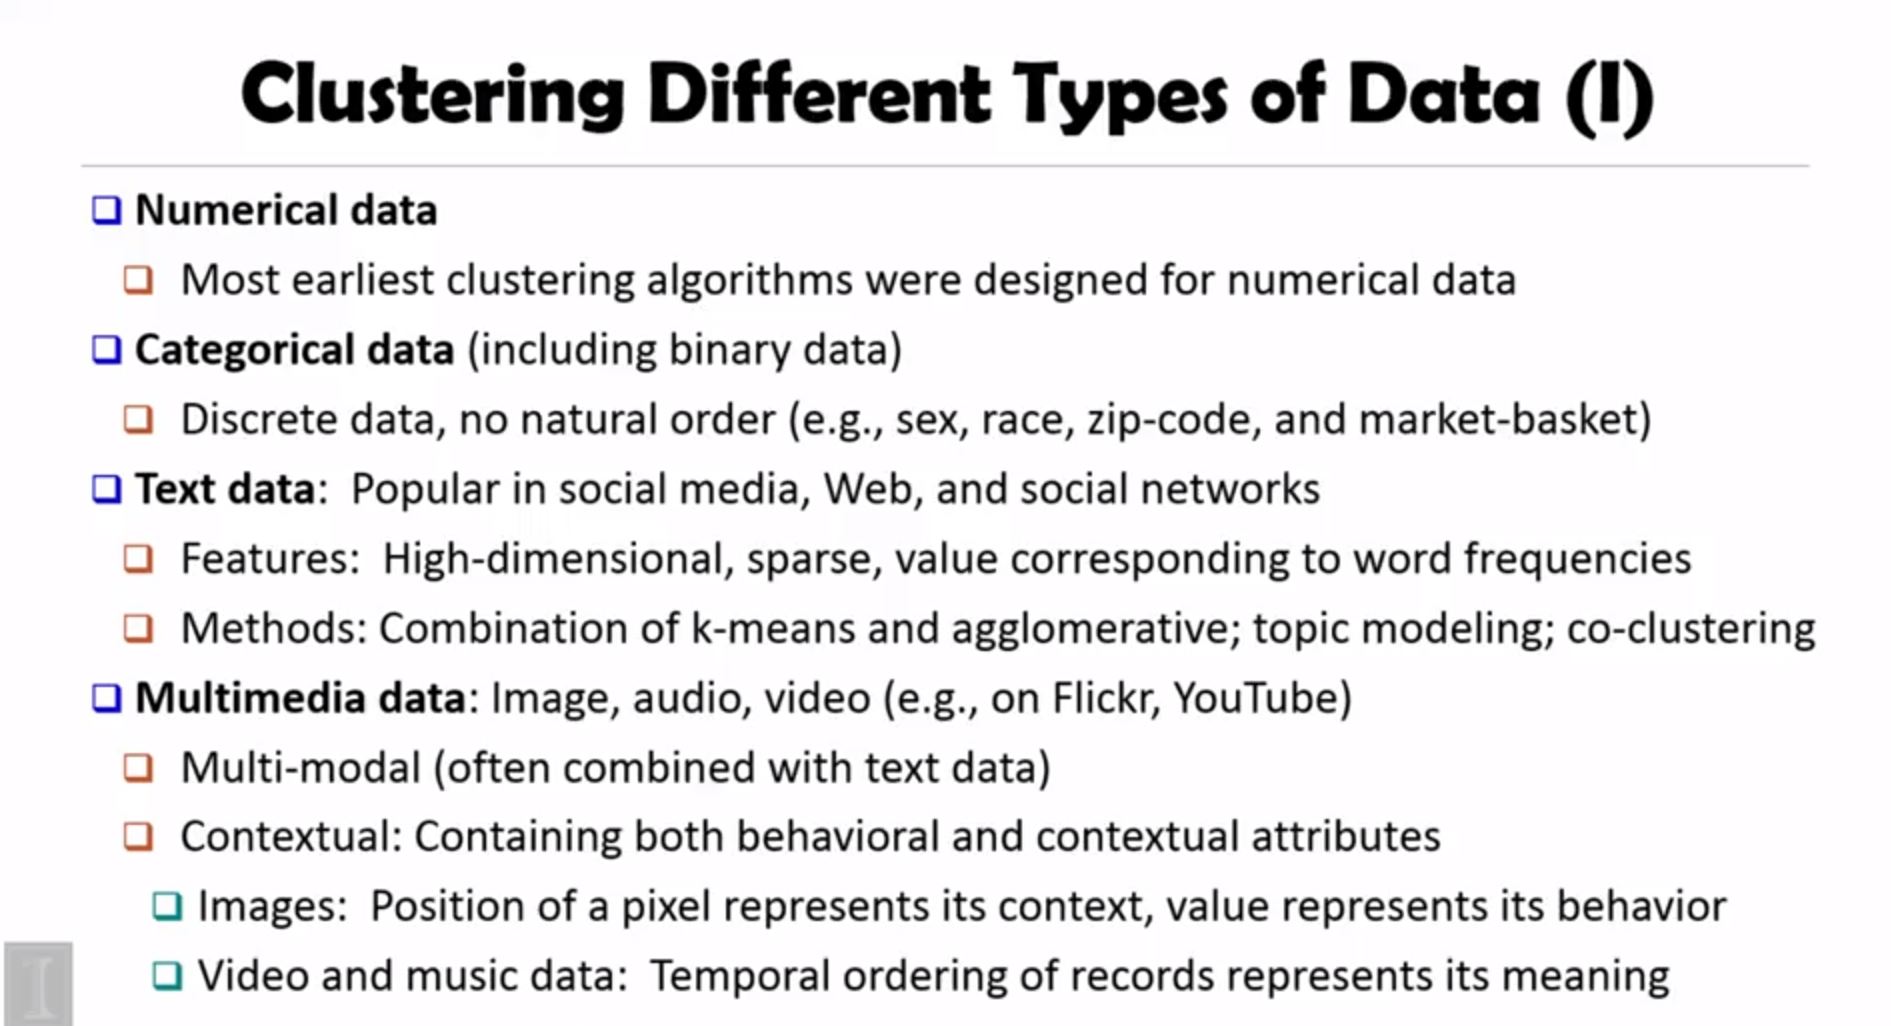 Clustering Different Types of Data (I)
Numerical data
Most earliest clustering algorithms were designed for numerical data
Categorical data (including binary data)
Discrete data, no natural order (e.g., sex, race, zip-code, and market-basket)
Text data: Popular in social media, Web, and social networks
Features: High-dimensional, sparse, value corresponding to word frequencies
Methods: Combination of k-means and agglomerative; topic modeling; co-clustering
Multimedia data: Image, audio, video (e.g., on Flickr, YouTube)
Multi-modal (often combined with text data)
Contextual: Containing both behavioral and contextual attributes
Images: Position of a pixel represents its context, value represents its behavior
Video and music data: Temporal ordering of records represents its meaning
I